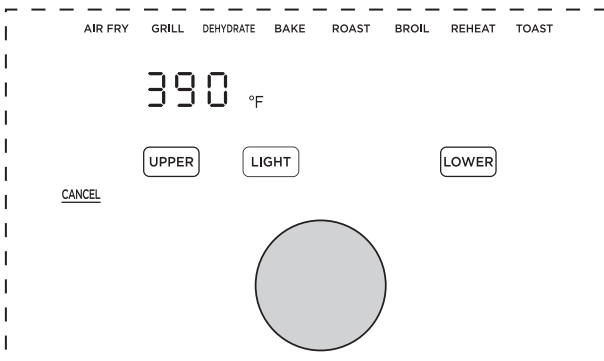 AIR FRY GRILL DEHYDRATE BAKE ROAST BROIL REHEAT TOAST
390 °F
UPPER LIGHT LOWER
CANCEL